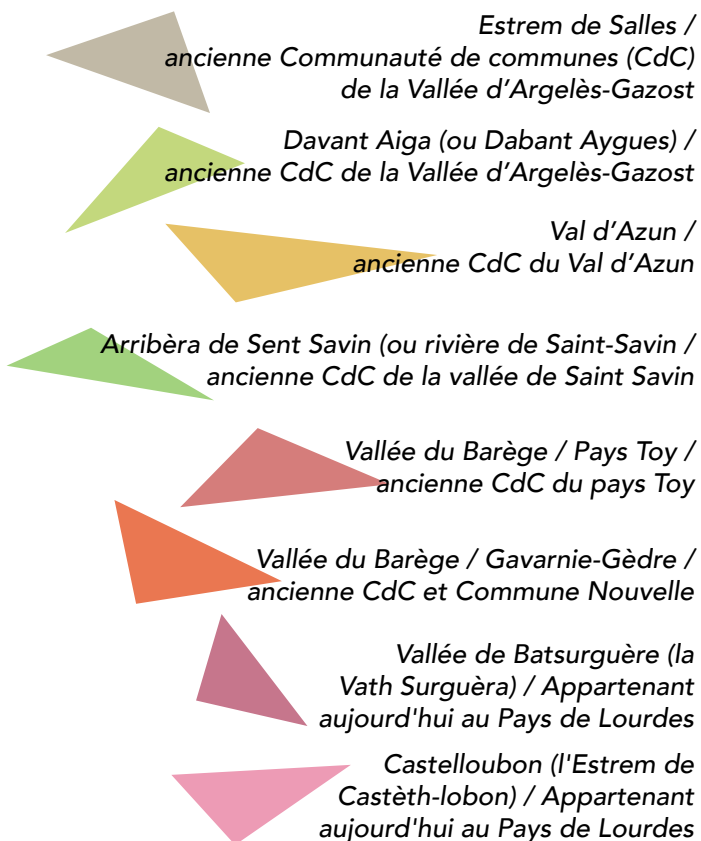 Estrem de Salles /
ancienne Communauté de communes (CdC)
de la Vallée d’Argelès-Gazost
Davant Aiga (ou Dabant Aygues) /
ancienne CdC de la Vallée d’Argelès-Gazost
Val d’Azun /
ancienne CdC du Val d’Azun
Arribèra de Sent Savin (ou rivière de Saint-Savin /
ancienne CdC de la vallée de Saint Savin
Vallée du Barège / Pays Toy /
ancienne CdC du pays Toy
Vallée du Barège / Gavarnie-Gèdre /
ancienne CdC et Commune Nouvelle
Vallée de Batsurguère (la
Vath Surguèra) / Appartenant
aujourd'hui au Pays de Lourdes
Castelloubon (l'Estrem de
Castèth-lobon) / Appartenant
aujourd'hui au Pays de Lourdes